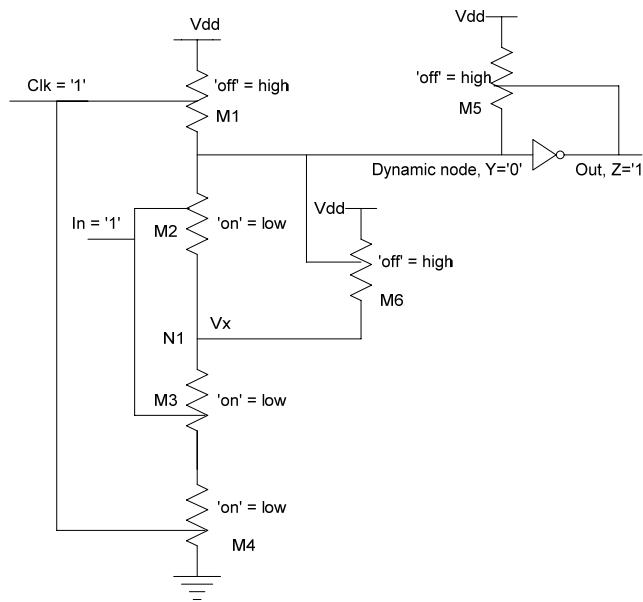 Vdd
Vdd
Clk = '1'
'off' = high
M1
'off' = high
M5
Dynamic node, Y='0'
Out, Z='1
In = '1'
M2
'on' = low
Vdd
'off' = high
M6
Vx
N1
M3
'on' = low
'on' = low
M4